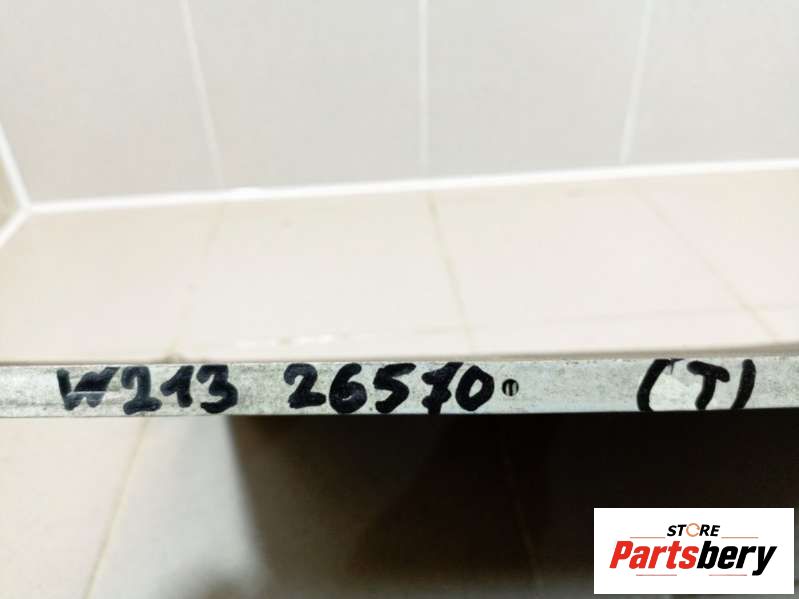 W213 26570 (T)
STORE
Partsbery